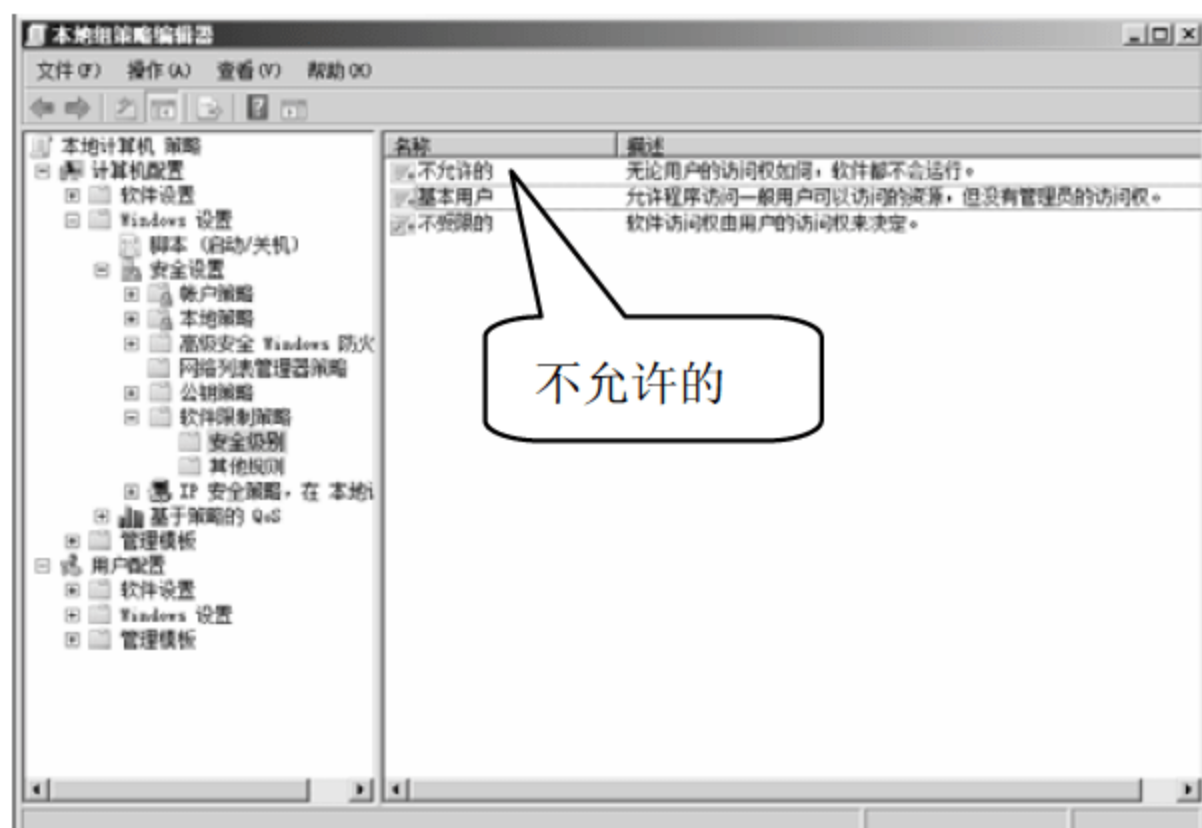 本地组策略编辑器
文件(F) 操作(A) 查看(V) 帮助(H)
本地计算机 策略
计算机配置
软件设置
Windows 设置
脚本 (启动/关机)
安全设置
帐户策略
本地策略
高级安全 Windows 防火
网络列表管理器策略
公钥策略
软件限制策略
安全级别
其他规则
IP 安全策略，在 本地
基于策略的 QoS
管理模板
用户配置
软件设置
Windows 设置
管理模板
名称 描述
不允许的 无论用户的访问权如何，软件都不会运行。
基本用户 允许程序访问一般用户可以访问的资源，但没有管理员的访问权。
不受限的 软件访问权由用户的访问权来决定。
不允许的